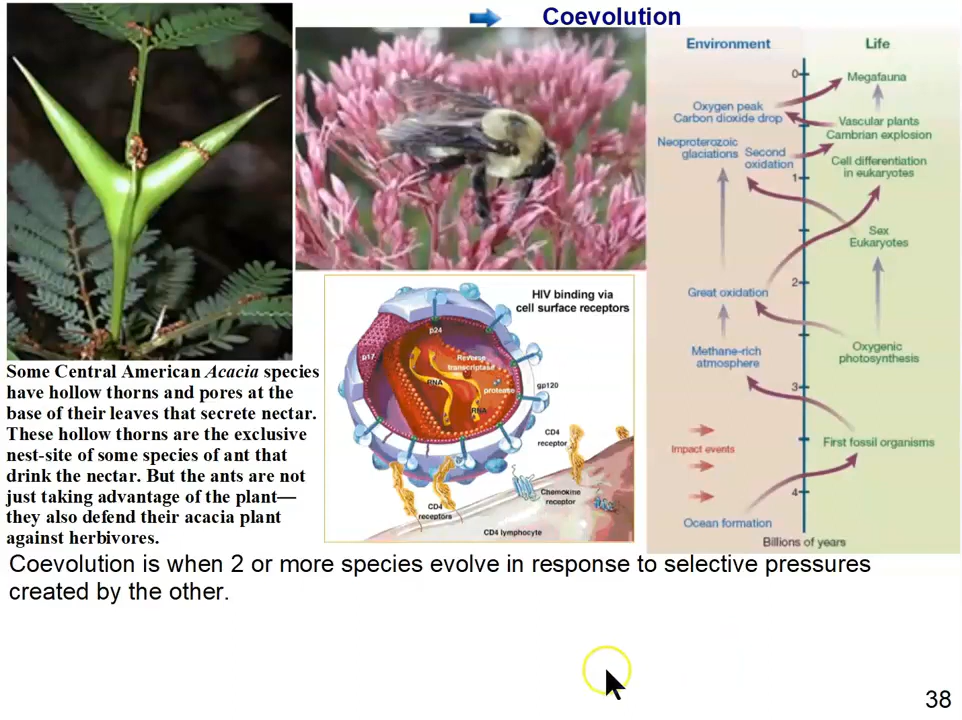 Coevolution
Some Central American Acacia species
have hollow thorns and pores at the
base of their leaves that secrete nectar.
These hollow thorns are the exclusive
nest-site of some species of ant that
drink the nectar. But the ants are not
just taking advantage of the plant—
they also defend their acacia plant
against herbivores.
HIV binding via
cell surface receptors
p24
p17
Reverse
transcriptase
RNA
protease
RNA
gp120
CD4
receptor
Chemokine
receptor
CD4
receptors
CD4 lymphocyte
Environment
Life
0
Megafauna
Oxygen peak
Carbon dioxide drop
Vascular plants
Cambrian explosion
Neoproterozoic
glaciations
Second
oxidation
Cell differentiation
in eukaryotes
1
Sex
Eukaryotes
2
Great oxidation
Methane-rich
atmosphere
Oxygenic
photosynthesis
3
Impact events
First fossil organisms
4
Ocean formation
Billions of years
Coevolution is when 2 or more species evolve in response to selective pressures
created by the other.
38